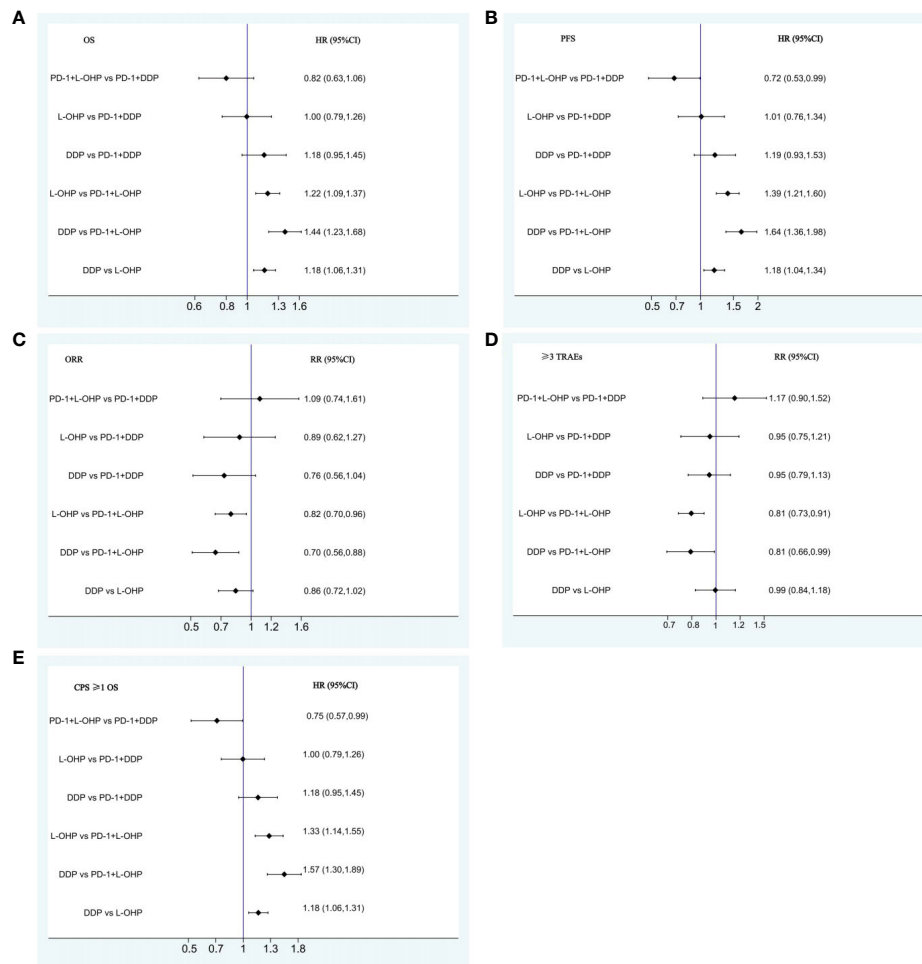 A
OS HR (95%CI)
PD-1+L-OHP vs PD-1+DDP 0.82 (0.63,1.06)
L-OHP vs PD-1+DDP 1.00 (0.79,1.26)
DDP vs PD-1+DDP 1.18 (0.95,1.45)
L-OHP vs PD-1+L-OHP 1.22 (1.09,1.37)
DDP vs PD-1+L-OHP 1.44 (1.23,1.68)
DDP vs L-OHP 1.18 (1.06,1.31)
0.6 0.8 1 1.3 1.6
B
PFS HR (95%CI)
PD-1+L-OHP vs PD-1+DDP 0.72 (0.53,0.99)
L-OHP vs PD-1+DDP 1.01 (0.76,1.34)
DDP vs PD-1+DDP 1.19 (0.93,1.53)
L-OHP vs PD-1+L-OHP 1.39 (1.21,1.60)
DDP vs PD-1+L-OHP 1.64 (1.36,1.98)
DDP vs L-OHP 1.18 (1.04,1.34)
0.5 0.7 1 1.5 2
C
ORR RR (95%CI)
PD-1+L-OHP vs PD-1+DDP 1.09 (0.74,1.61)
L-OHP vs PD-1+DDP 0.89 (0.62,1.27)
DDP vs PD-1+DDP 0.76 (0.56,1.04)
L-OHP vs PD-1+L-OHP 0.82 (0.70,0.96)
DDP vs PD-1+L-OHP 0.70 (0.56,0.88)
DDP vs L-OHP 0.86 (0.72,1.02)
0.5 0.7 1 1.2 1.6
D
≥3 TRAEs RR (95%CI)
PD-1+L-OHP vs PD-1+DDP 1.17 (0.90,1.52)
L-OHP vs PD-1+DDP 0.95 (0.75,1.21)
DDP vs PD-1+DDP 0.95 (0.79,1.13)
L-OHP vs PD-1+L-OHP 0.81 (0.73,0.91)
DDP vs PD-1+L-OHP 0.81 (0.66,0.99)
DDP vs L-OHP 0.99 (0.84,1.18)
0.7 0.8 1 1.2 1.5
E
CPS ≥1 OS HR (95%CI)
PD-1+L-OHP vs PD-1+DDP 0.75 (0.57,0.99)
L-OHP vs PD-1+DDP 1.00 (0.79,1.26)
DDP vs PD-1+DDP 1.18 (0.95,1.45)
L-OHP vs PD-1+L-OHP 1.33 (1.14,1.55)
DDP vs PD-1+L-OHP 1.57 (1.30,1.89)
DDP vs L-OHP 1.18 (1.06,1.31)
0.5 0.7 1 1.3 1.8